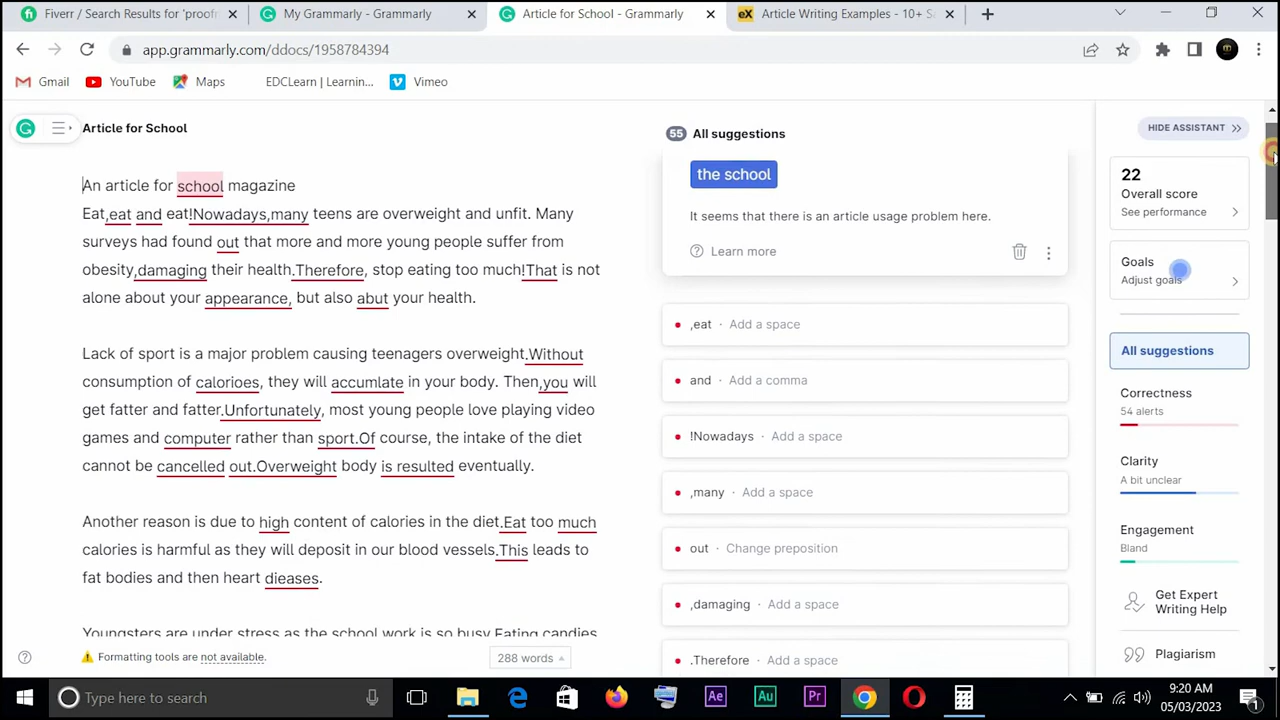 Fiverr / Search Results for 'proofr
My Grammarly - Grammarly
Article for School - Grammarly
Article Writing Examples - 10+ Sa
app.grammarly.com/ddocs/1958784394
Gmail
YouTube
Maps
EDCLearn | Learnin...
Vimeo
Article for School
55 All suggestions
HIDE ASSISTANT
An article for school magazine
Eat,eat and eat!Nowadays,many teens are overweight and unfit. Many
surveys had found out that more and more young people suffer from
obesity,damaging their health.Therefore, stop eating too much!That is not
alone about your appearance, but also abut your health.
Lack of sport is a major problem causing teenagers overweight.Without
consumption of calorioes, they will accumlate in your body. Then,you will
get fatter and fatter.Unfortunately, most young people love playing video
games and computer rather than sport.Of course, the intake of the diet
cannot be cancelled out.Overweight body is resulted eventually.
Another reason is due to high content of calories in the diet.Eat too much
calories is harmful as they will deposit in our blood vessels.This leads to
fat bodies and then heart dieases.
Youngsters are under stress as the school work is so busy.Eating candies
Formatting tools are not available.
288 words
the school
It seems that there is an article usage problem here.
Learn more
,eat · Add a space
and · Add a comma
!Nowadays · Add a space
,many · Add a space
out · Change preposition
,damaging · Add a space
.Therefore · Add a space
22
Overall score
See performance
Goals
Adjust goals
All suggestions
Correctness
54 alerts
Clarity
A bit unclear
Engagement
Bland
Get Expert
Writing Help
Plagiarism
Type here to search
Ae
Au
Pr
9:20 AM
05/03/2023
1